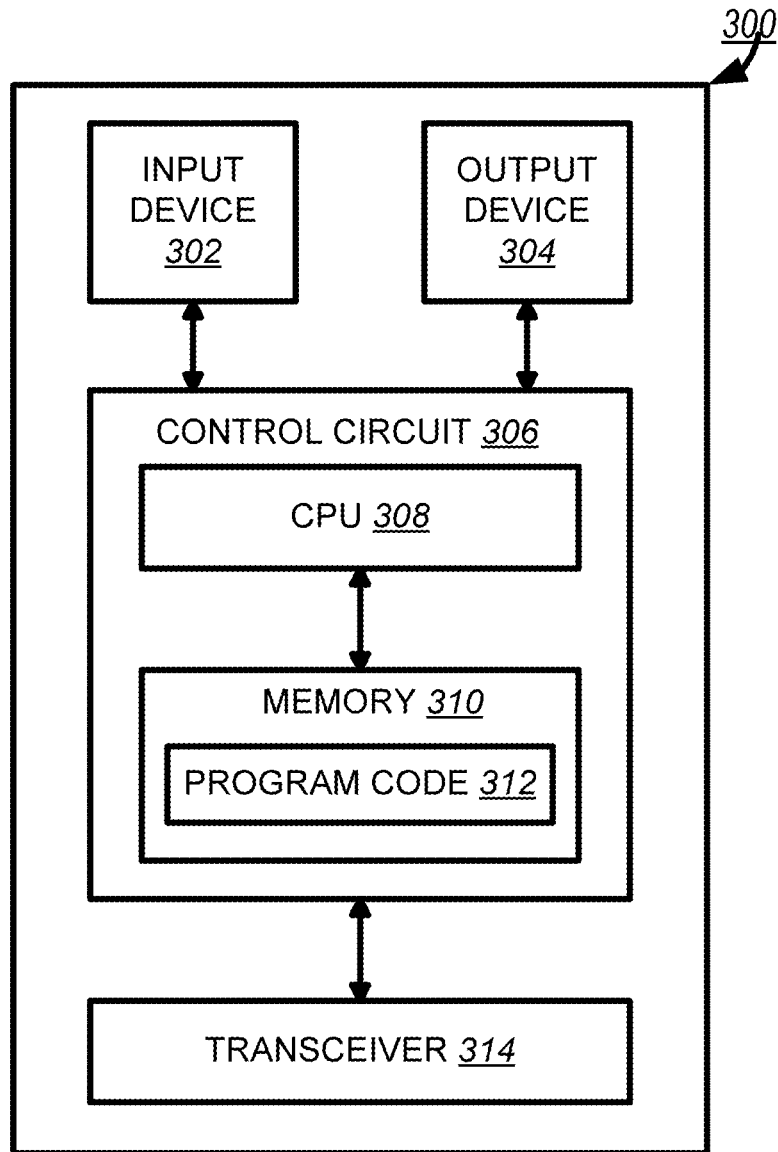 300
INPUT
DEVICE
302
OUTPUT
DEVICE
304
CONTROL CIRCUIT 306
CPU 308
MEMORY 310
PROGRAM CODE 312
TRANSCEIVER 314